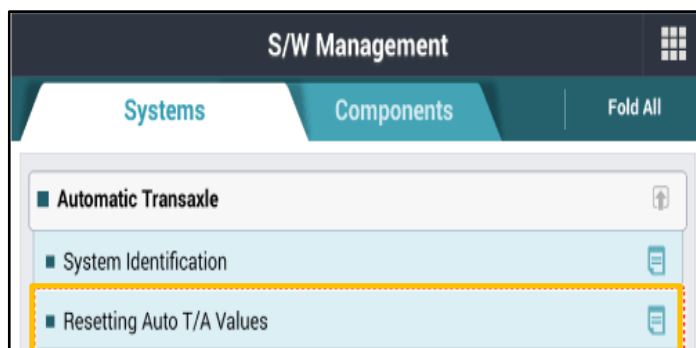 S/W Management
Systems Components Fold All
Automatic Transaxle
System Identification
Resetting Auto T/A Values